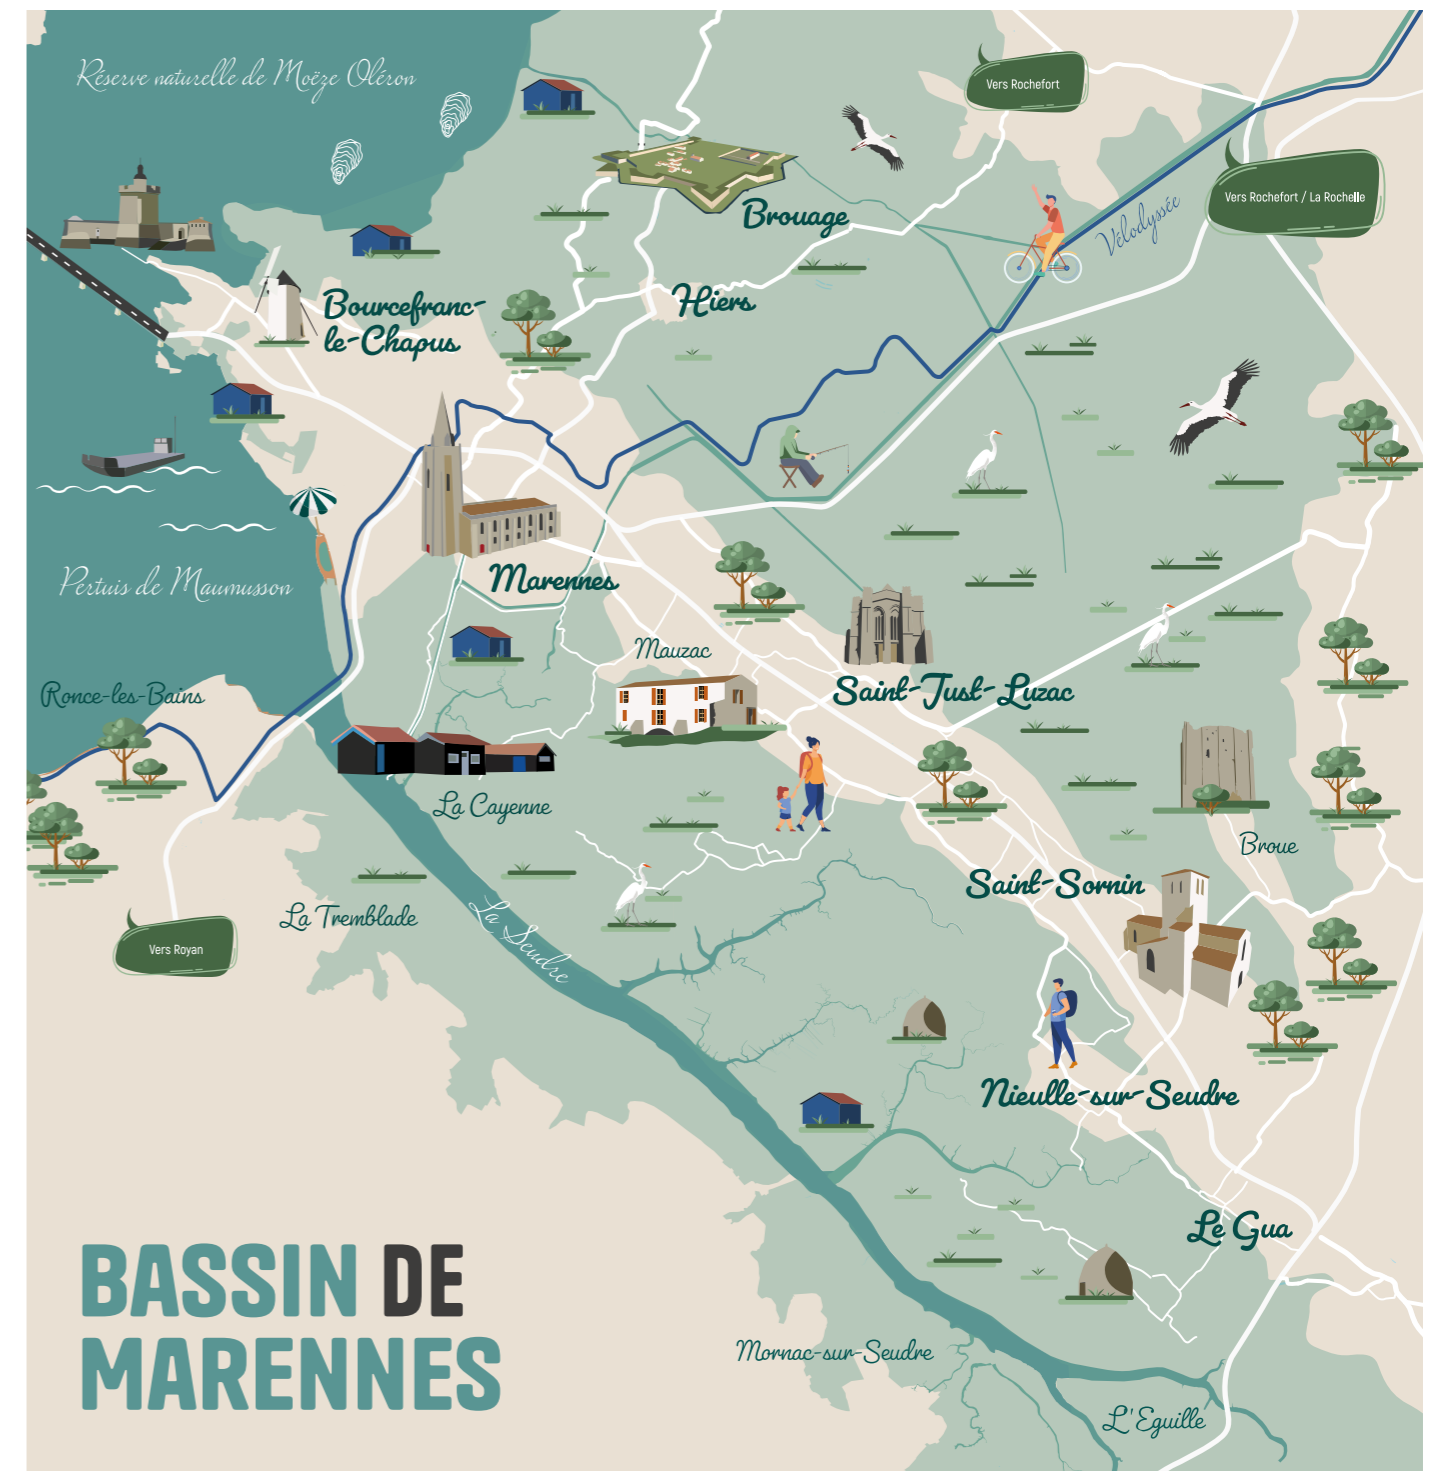 Réserve naturelle de Moëze Oléron
Vers Rochefort
Vers Rochefort / La Rochelle
Brouage
Vélodyssée
Hiers
Bourcefranc-
le-Chapus
Pertuis de Maumusson
Marennes
Mauzac
Ronce-les-Bains
Saint-Just-Luzac
La Cayenne
Broue
Saint-Sornin
La Tremblade
La Seudre
Vers Royan
Nieulle-sur-Seudre
Le Gua
BASSIN DE
MARENNES
Mornac-sur-Seudre
L'Eguille